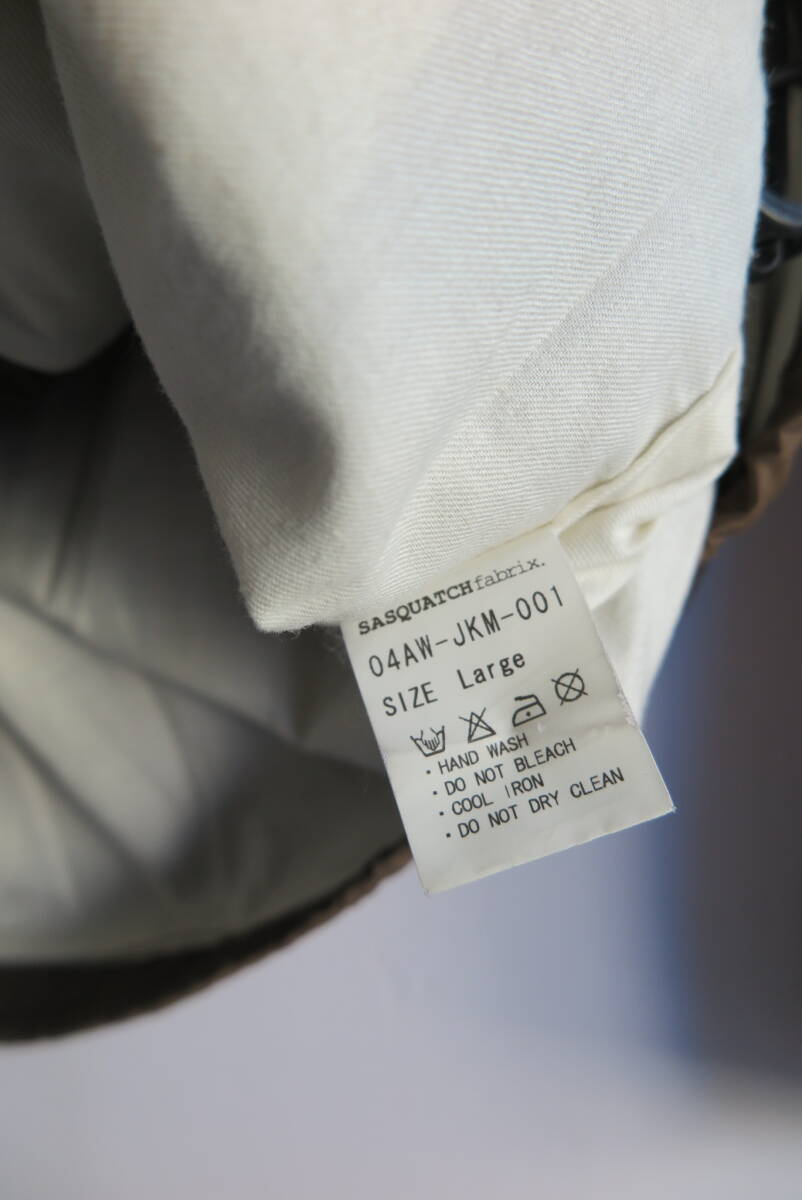 SASQUATCHfabrix.
04AW-JKM-001
SIZE Large
・HAND WASH
・DO NOT BLEACH
・COOL IRON
・DO NOT DRY CLEAN